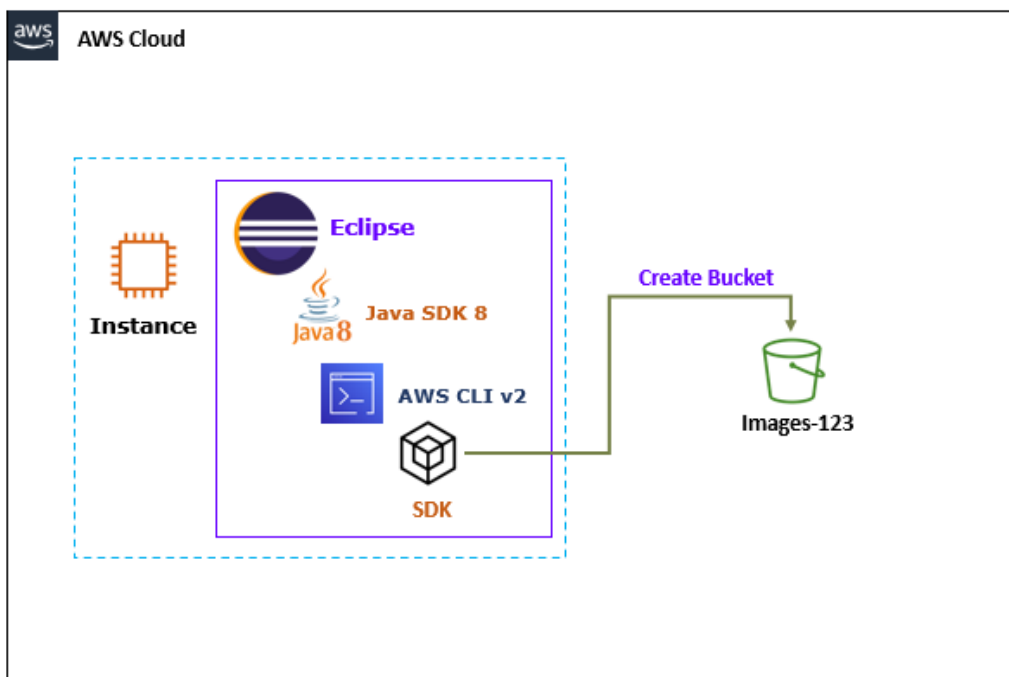 aws
AWS Cloud
Eclipse
Instance
Java8
Java SDK 8
AWS CLI v2
SDK
Create Bucket
Images-123